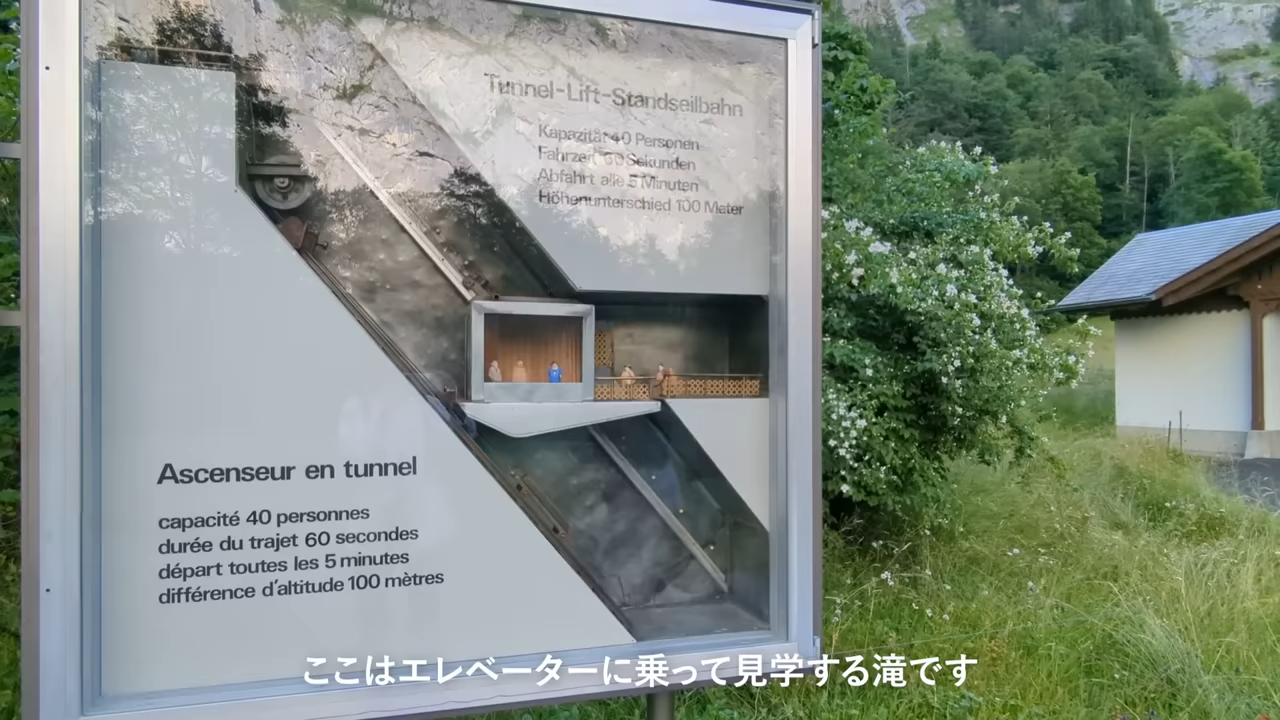 Tunnel-Lift-Standseilbahn
Kapazität 40 Personen
Fahrzeit 60 Sekunden
Abfahrt alle 5 Minuten
Höhenunterschied 100 Meter
Ascenseur en tunnel
capacité 40 personnes
durée du trajet 60 secondes
départ toutes les 5 minutes
différence d'altitude 100 mètres
ここはエレベーターに乗って見学する滝です